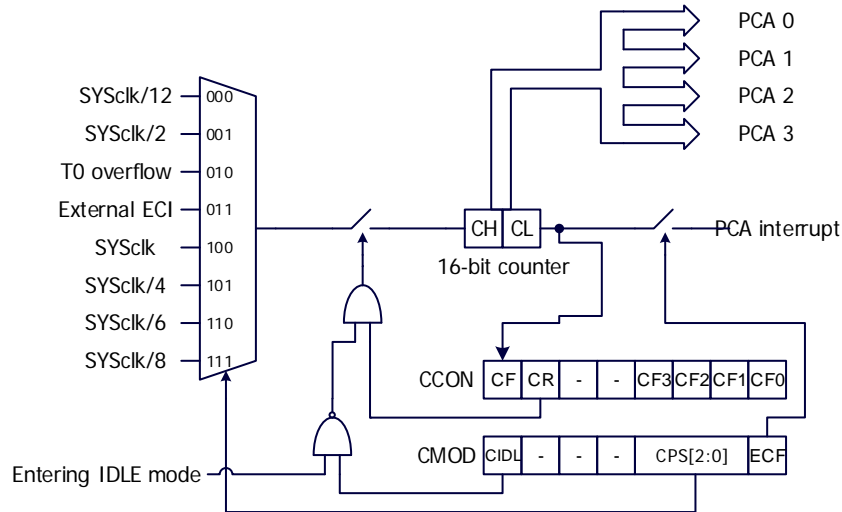 PCA 0
PCA 1
PCA 2
PCA 3
SYSclk/12 000
SYSclk/2 001
T0 overflow 010
External ECI 011
SYSclk 100
SYSclk/4 101
SYSclk/6 110
SYSclk/8 111
CH CL
16-bit counter
PCA interrupt
CCON CF CR - - CF3 CF2 CF1 CF0
CMOD CIDL - - - CPS[2:0] ECF
Entering IDLE mode